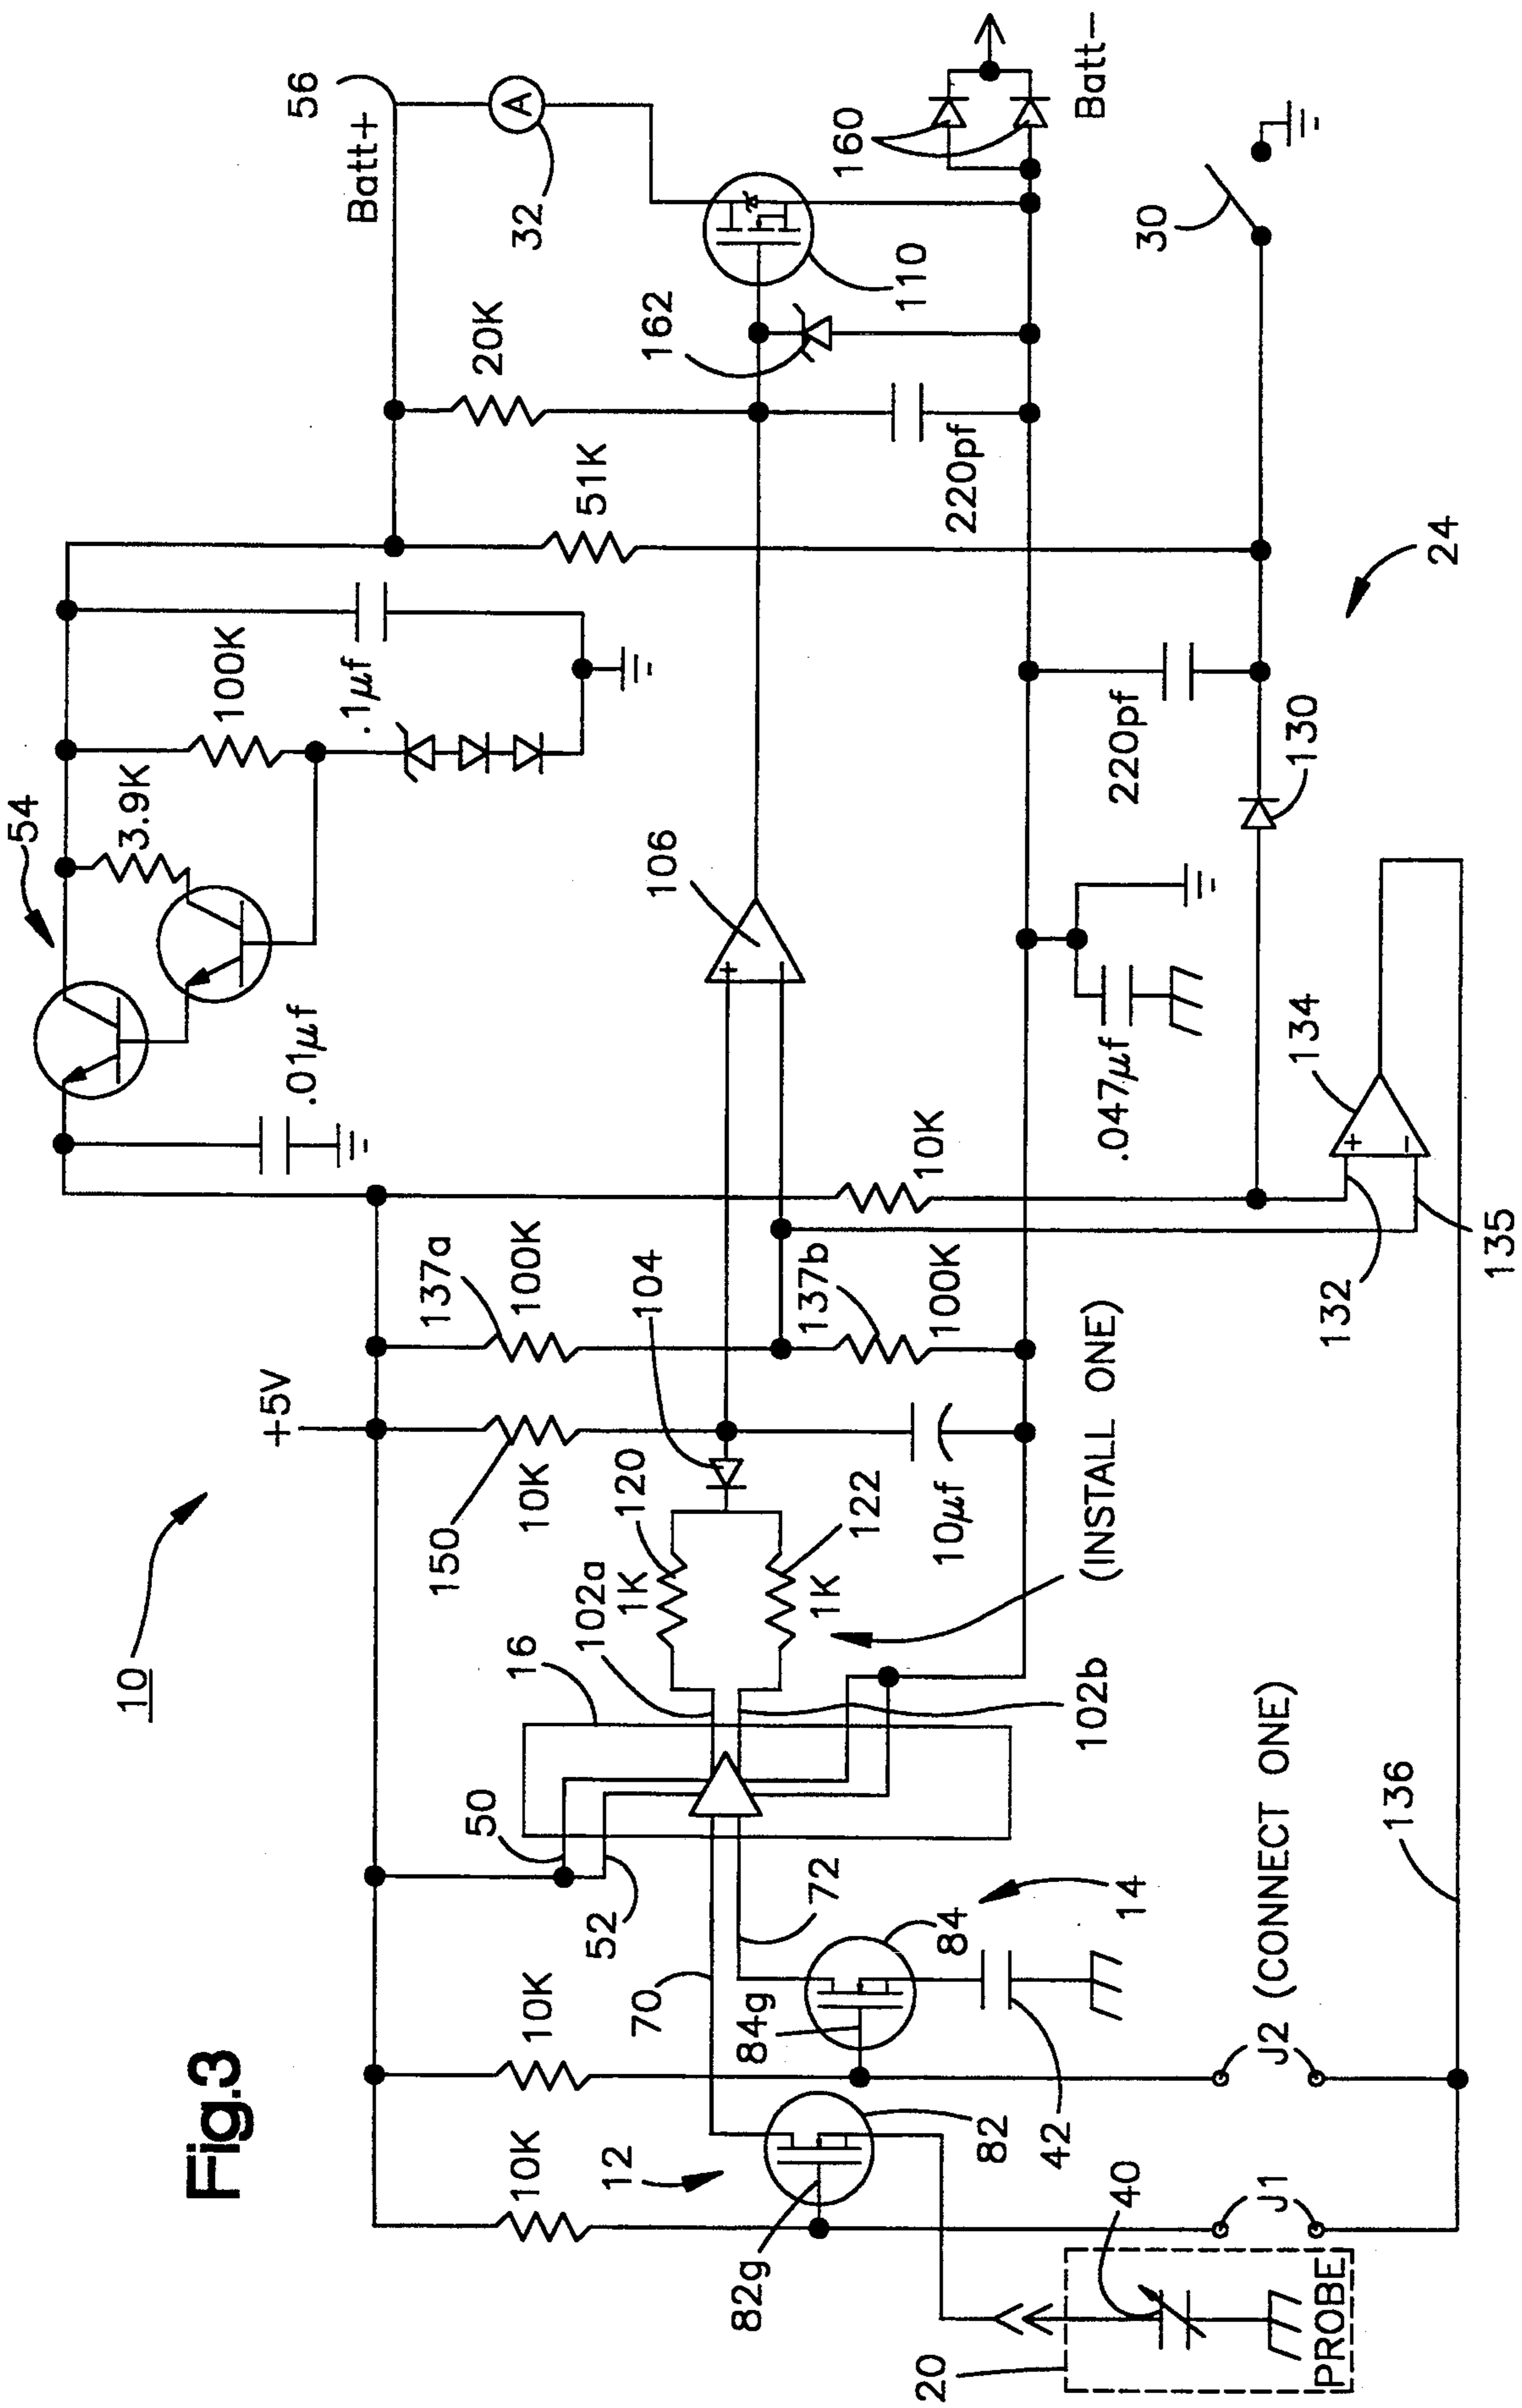 Fig.3
10
+5V
54
56
Batt+
.01µf
3.9K
100K
.1µf
51K
20K
A
32
162
110
160
Batt−
10K
12
82g
82
10K
70
84g
84
14
42
72
50
52
16
102a
102b
1K
120
1K
122
(INSTALL ONE)
150
10K
104
10µf
137a
100K
137b
100K
+
−
106
10K
.047µf
220pf
220pf
130
30
24
132
135
+
−
134
136
J1
J2 (CONNECT ONE)
20
40
PROBE